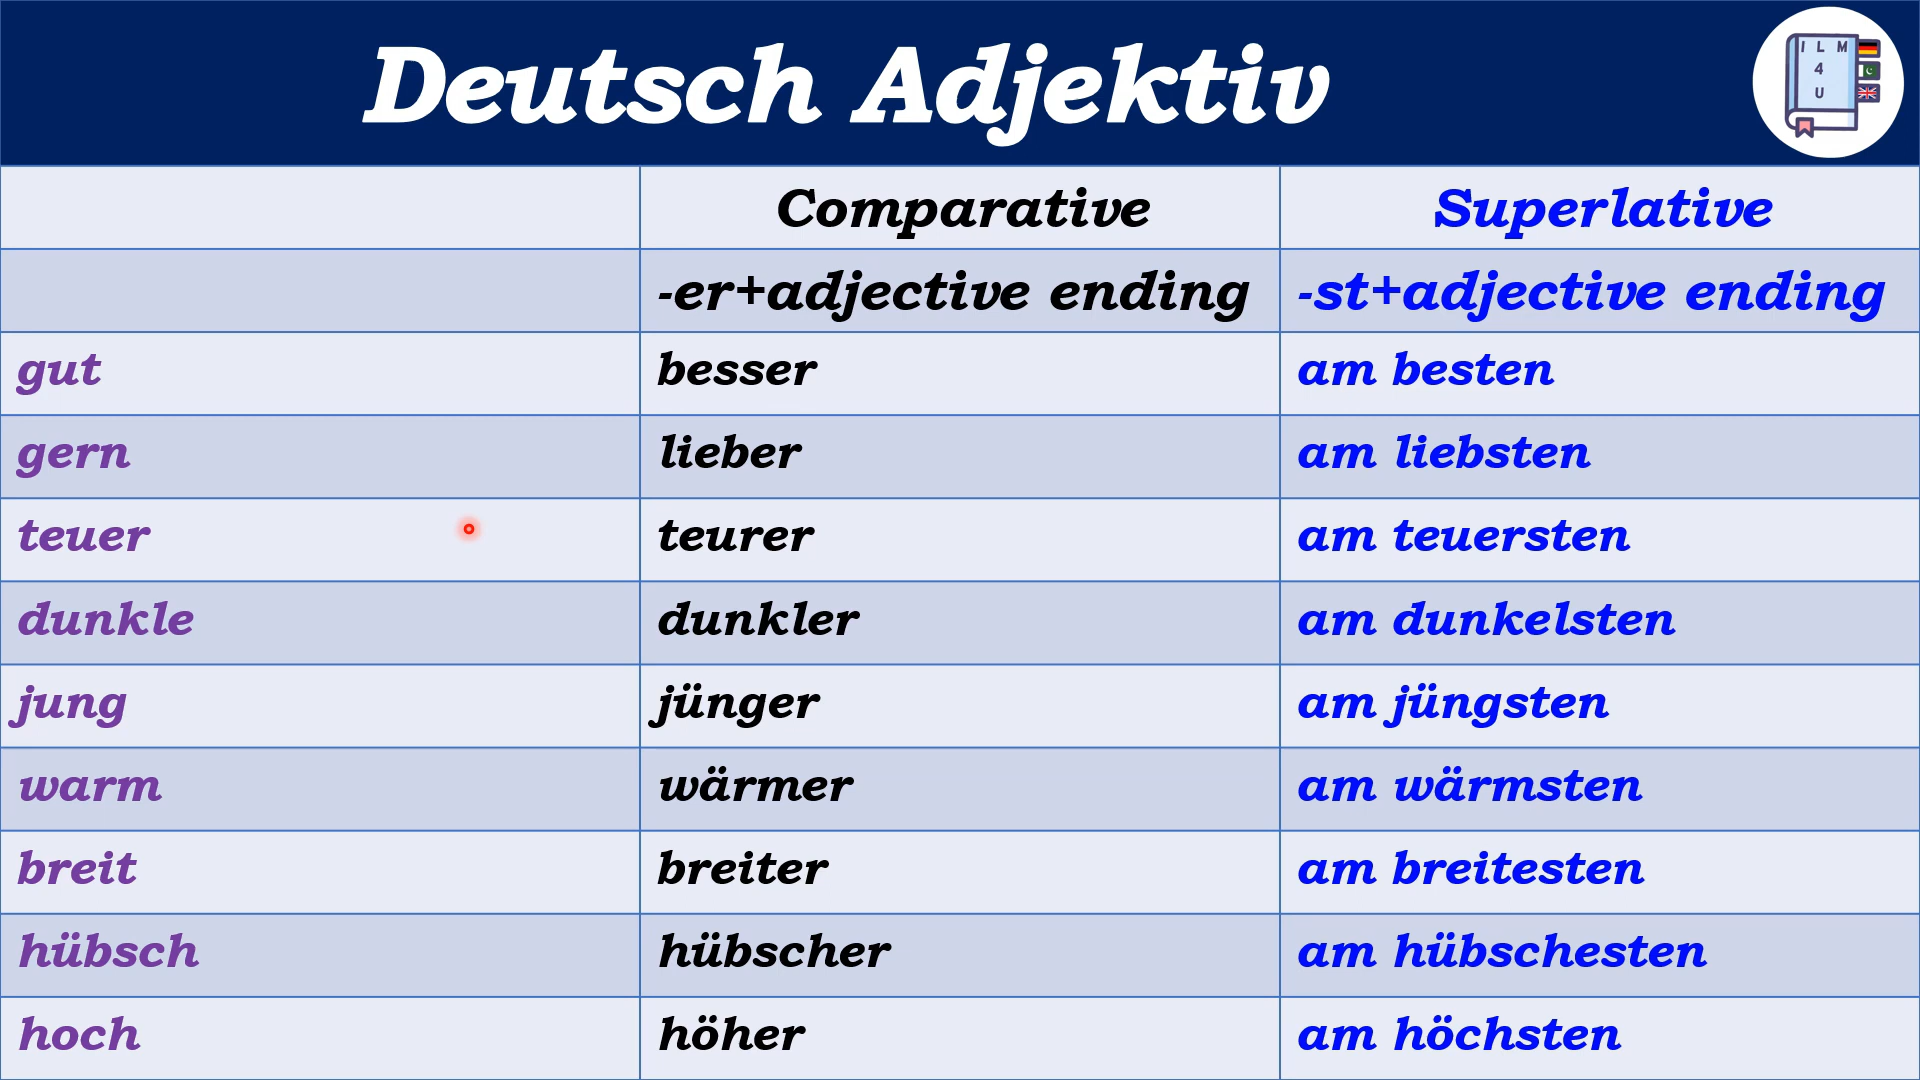 Deutsch Adjektiv
I L M
4
U
Comparative Superlative
-er+adjective ending -st+adjective ending
gut besser am besten
gern lieber am liebsten
teuer teurer am teuersten
dunkle dunkler am dunkelsten
jung jünger am jüngsten
warm wärmer am wärmsten
breit breiter am breitesten
hübsch hübscher am hübschesten
hoch höher am höchsten